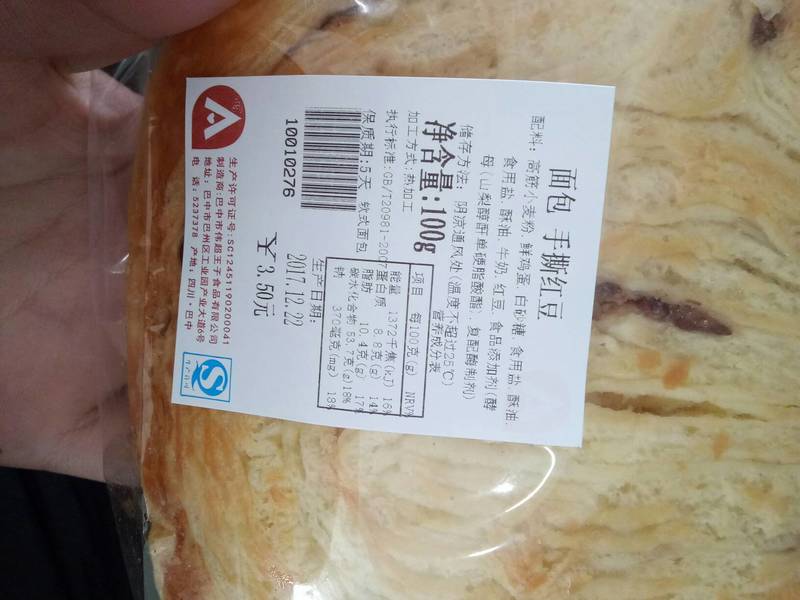 面包 手撕红豆
配料: 高筋小麦粉. 鲜鸡蛋. 白砂糖. 食用盐. 酥油.
食用盐. 酥油. 牛奶. 红豆. 食品添加剂(酵
母(山梨醇酐单硬脂酸酯). 复配酶制剂)
储存方法: 阴凉通风处(温度不超过25℃)
净含量:100g
加工方式:热加工
执行标准:GB/T20981-200
保质期:5天 软式面包
10010276
营养成分表
项目 每100克(g) NRV%
能量 1372千焦(kJ) 16%
蛋白质 8.8克(g) 14%
脂肪 10.4克(g) 17%
碳水化合物 53.7克(g)18%
钠 370毫克(mg) 18%
生产日期:
2017.12.22
¥ 3.50元
生产许可证号:SC12451190200041
制造商:巴中市伟超王子食品有限公司
地址: 巴中市巴州区工业园产业大道6号
电 话: 5237378 产地: 四川·巴中